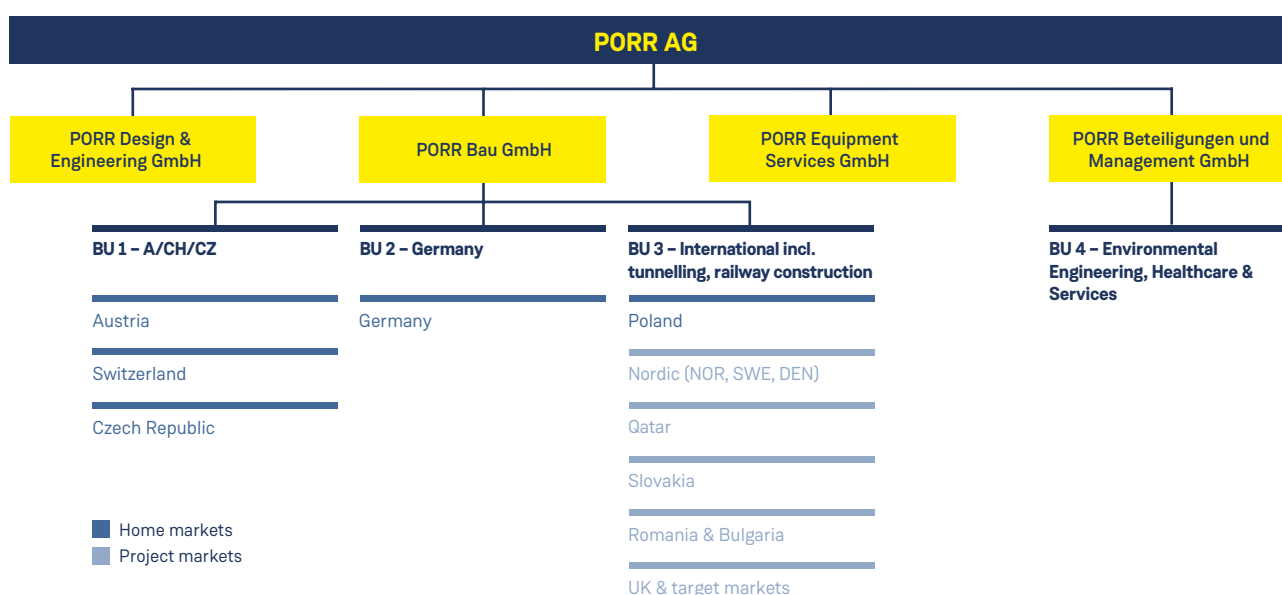 PORR AG
PORR Design &
Engineering GmbH
PORR Bau GmbH
PORR Equipment
Services GmbH
PORR Beteiligungen und
Management GmbH
BU 1 – A/CH/CZ
Austria
Switzerland
Czech Republic
BU 2 – Germany
Germany
BU 3 – International incl.
tunnelling, railway construction
Poland
Nordic (NOR, SWE, DEN)
Qatar
Slovakia
Romania & Bulgaria
UK & target markets
BU 4 – Environmental
Engineering, Healthcare &
Services
Home markets
Project markets